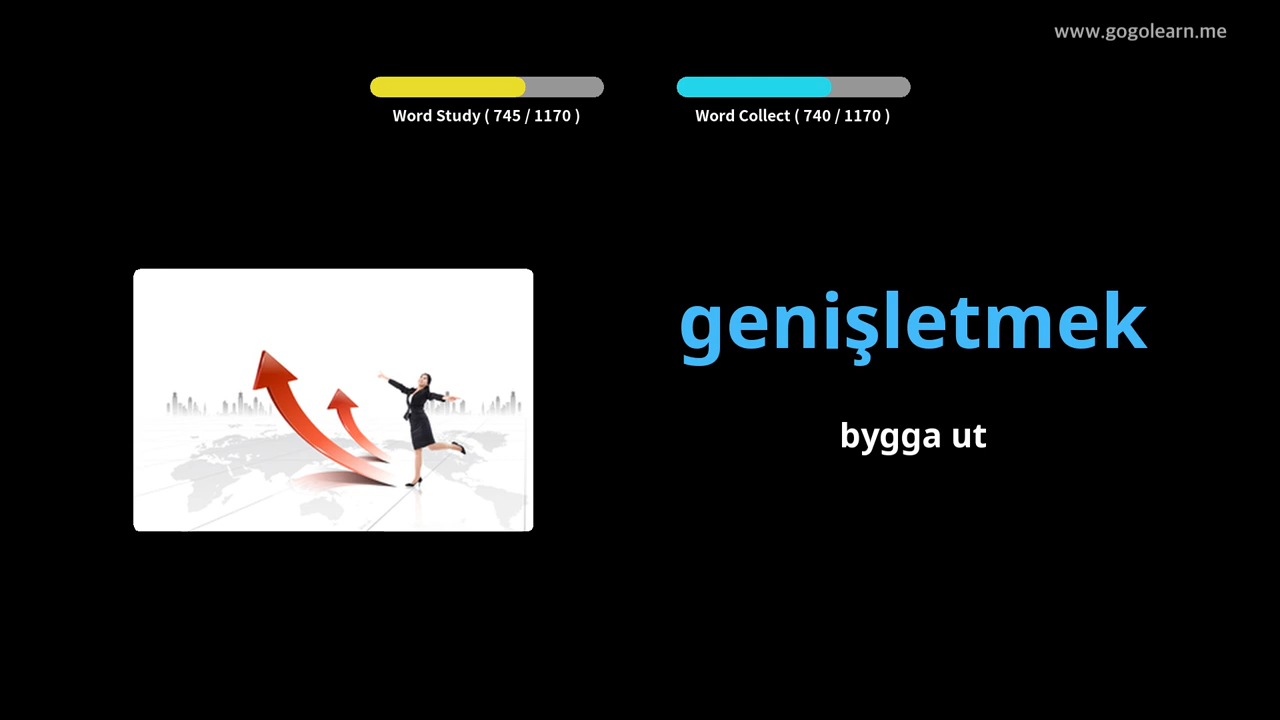 www.gogolearn.me
Word Study ( 745 / 1170 )
Word Collect ( 740 / 1170 )
genişletmek
bygga ut